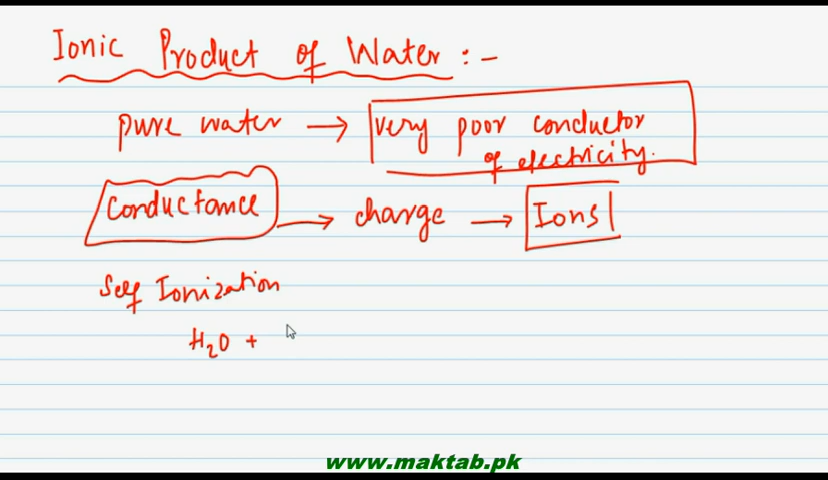 Ionic Product of Water :-
pure water → very poor conductor
of electricity.
Conductance → charge → Ions
Self Ionization
H₂O +
www.maktab.pk